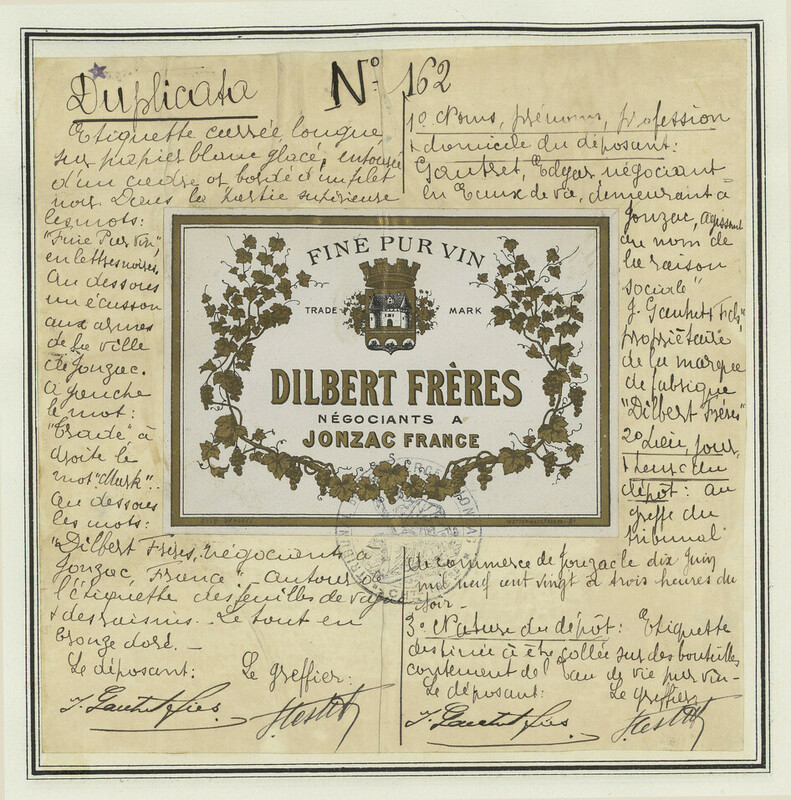 Duplicata
Etiquette carrée longue
sur papier blanc glacé, entourée
d'un cadre or bordé d'un filet
noir. Dans la partie supérieure
les mots:
"Fine Pur Vin",
en lettres noires.
Au dessous
un écusson
aux armes
de la ville
de Jonzac.
A gauche
le mot:
"Trade", à
droite le
mot "Mark".
Au dessous
les mots:
"Dilbert Frères, négociants à
Jonzac, France". Autour de
l'étiquette des feuilles de vigne
& des raisins. Le tout en
bronze doré. —
Le déposant: Le greffier:
J. Gautret fils
N° 162
1° Noms, prénoms, profession
& domicile du déposant:
Gautret, Edgar négociant
en Eaux de vie, demeurant à
Jonzac, agissant
au nom de
la raison
sociale "
J. Gautret & Fils",
propriétaire
de la marque
de fabrique
"Dilbert Frères"
2° Lieu, jour,
& heure du
dépôt: au
greffe du
tribunal
de commerce de Jonzac le dix Juin
mil neuf cent vingt à trois heures du
soir —
3° Nature du dépôt: Etiquette
destinée à être collée sur des bouteilles
contenant de l'eau de vie pur vin —
Le déposant: Le greffier
J. Gautret fils
FINE PUR VIN
TRADE MARK
DILBERT FRÈRES
NÉGOCIANTS A
JONZAC FRANCE